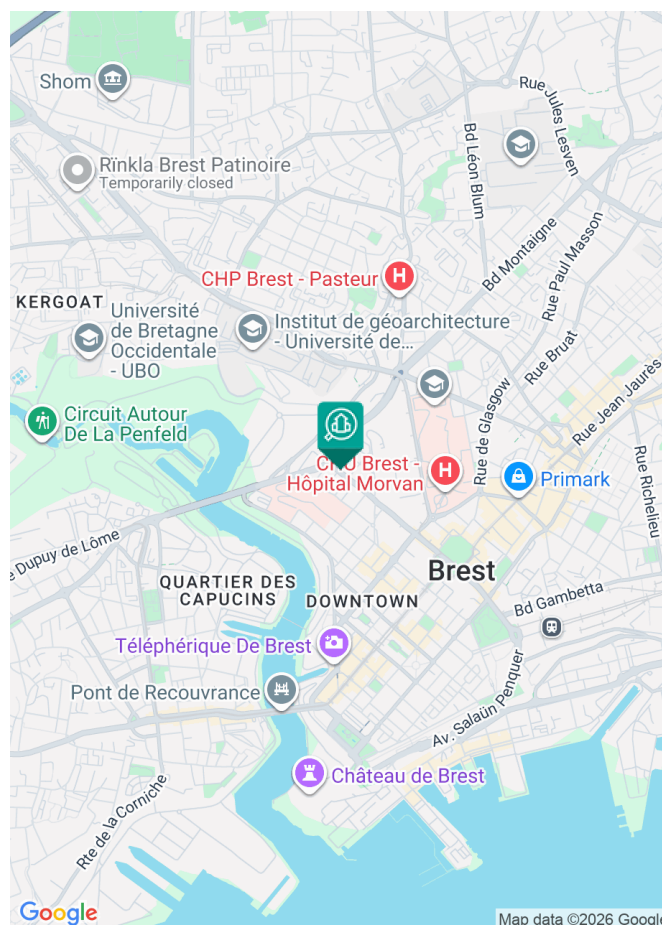 Shom
Rue Jules Lesven
Bd Léon Blum
Rïnkla Brest Patinoire
Temporarily closed
Bd Montaigne
Rue Paul Masson
CHP Brest - Pasteur
H
KERGOAT
Université
de Bretagne
Occidentale
- UBO
Institut de géoarchitecture
- Université de...
Rue Bruat
Rue Jean Jaurès
Rue de Glasgow
Circuit Autour
De La Penfeld
Brest -
Hôpital Morvan
H
Primark
Rue Richelieu
Dupuy de Lôme
Brest
QUARTIER DES
CAPUCINS
DOWNTOWN
Bd Gambetta
Téléphérique De Brest
Pont de Recouvrance
Av. Salaün Penquer
Château de Brest
Rte de la Corniche
Google
Map data ©2026 Google